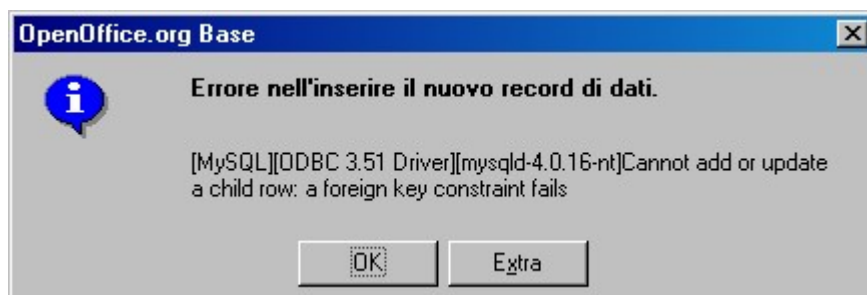 OpenOffice.org Base
Errore nell'inserire il nuovo record di dati.
[MySQL][ODBC 3.51 Driver][mysqld-4.0.16-nt]Cannot add or update
a child row: a foreign key constraint fails
OK
Extra